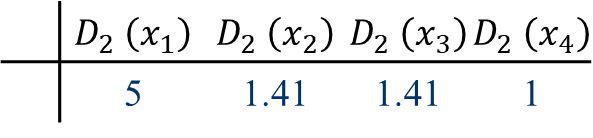 D₂ (x₁) D₂ (x₂) D₂ (x₃) D₂ (x₄)
5 1.41 1.41 1